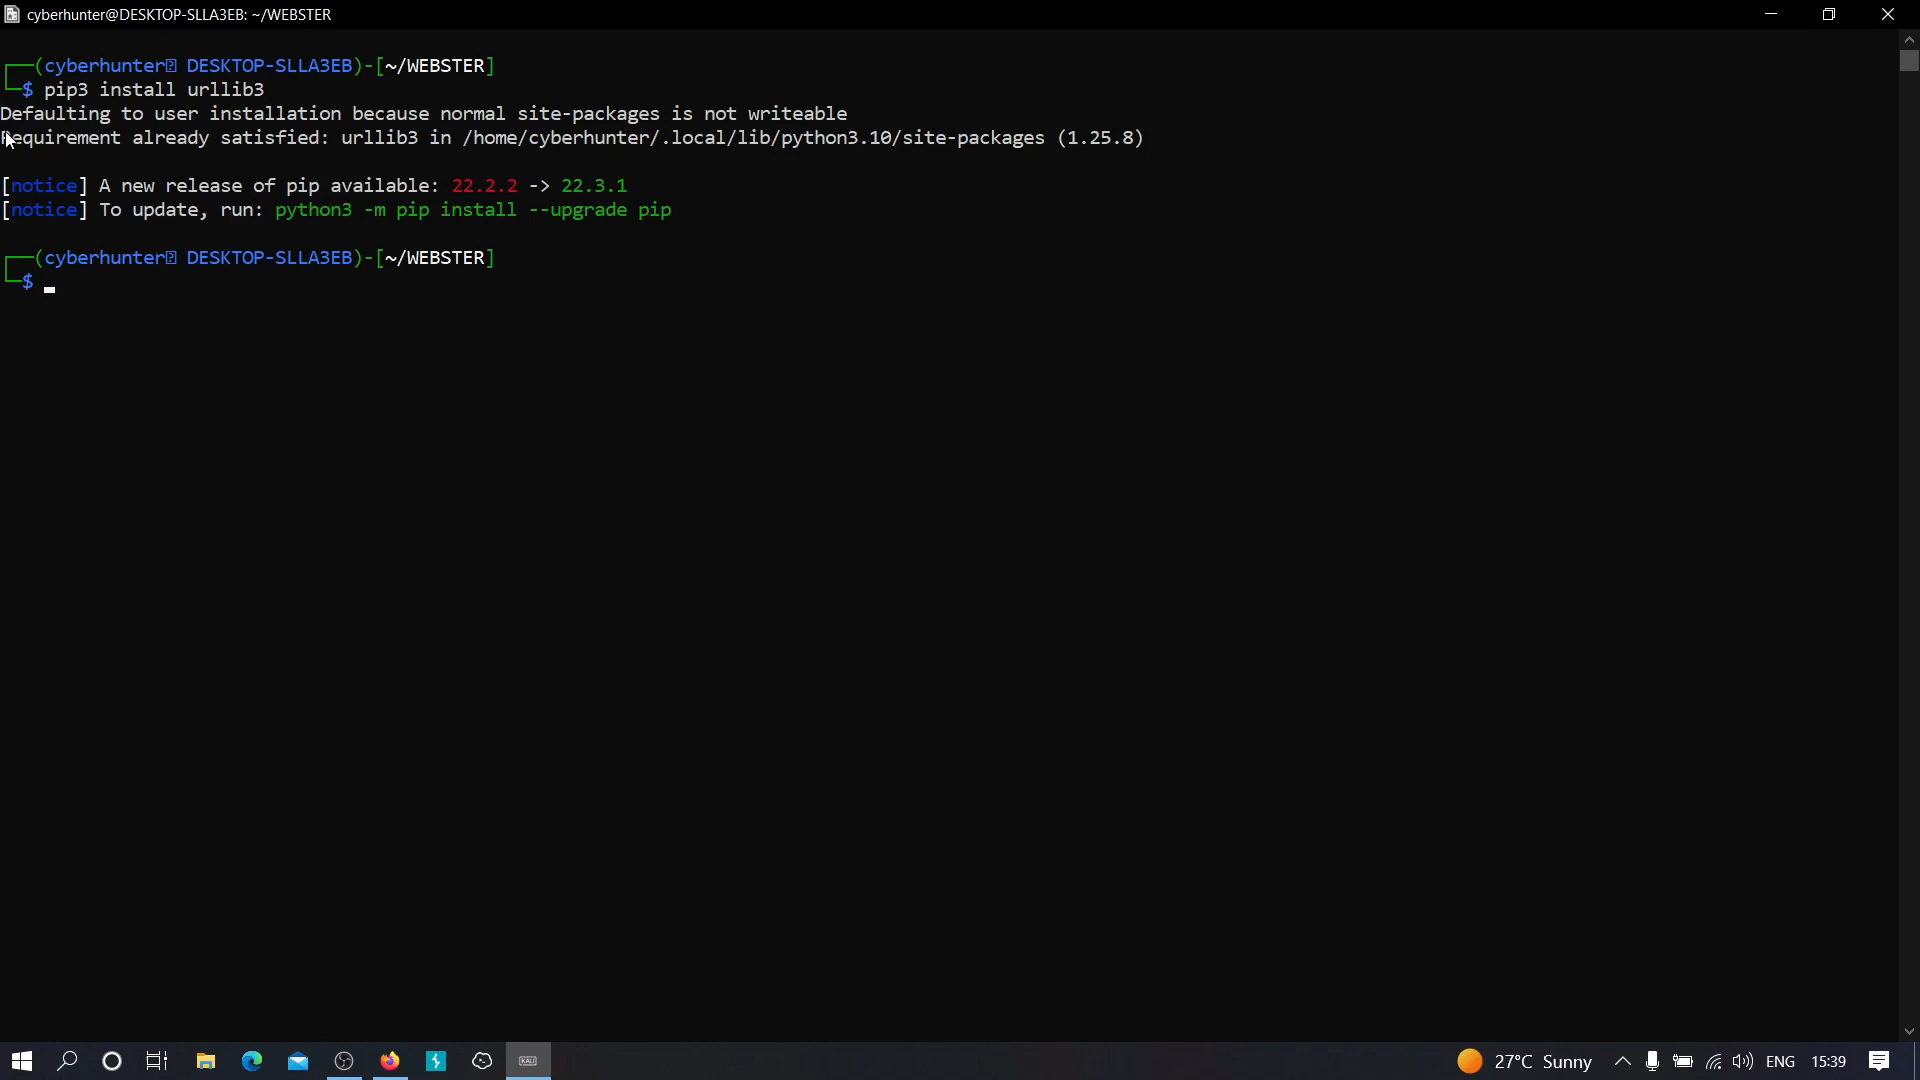 cyberhunter@DESKTOP-SLLA3EB: ~/WEBSTER
(cyberhunter DESKTOP-SLLA3EB)-[~/WEBSTER]
$ pip3 install urllib3
Defaulting to user installation because normal site-packages is not writeable
Requirement already satisfied: urllib3 in /home/cyberhunter/.local/lib/python3.10/site-packages (1.25.8)
[notice] A new release of pip available: 22.2.2 -> 22.3.1
[notice] To update, run: python3 -m pip install --upgrade pip
(cyberhunter DESKTOP-SLLA3EB)-[~/WEBSTER]
$
KALI
27°C Sunny ENG 15:39